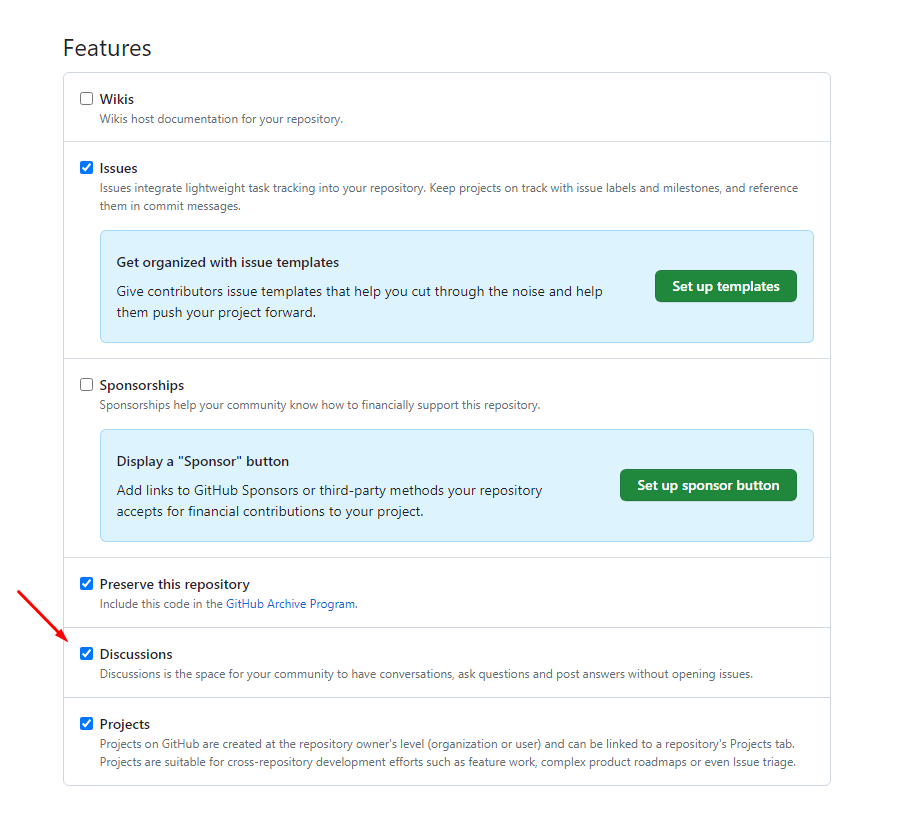 Features
Wikis
Wikis host documentation for your repository.
Issues
Issues integrate lightweight task tracking into your repository. Keep projects on track with issue labels and milestones, and reference
them in commit messages.
Get organized with issue templates
Give contributors issue templates that help you cut through the noise and help
them push your project forward.
Set up templates
Sponsorships
Sponsorships help your community know how to financially support this repository.
Display a "Sponsor" button
Add links to GitHub Sponsors or third-party methods your repository
accepts for financial contributions to your project.
Set up sponsor button
Preserve this repository
Include this code in the GitHub Archive Program.
Discussions
Discussions is the space for your community to have conversations, ask questions and post answers without opening issues.
Projects
Projects on GitHub are created at the repository owner's level (organization or user) and can be linked to a repository's Projects tab.
Projects are suitable for cross-repository development efforts such as feature work, complex product roadmaps or even Issue triage.